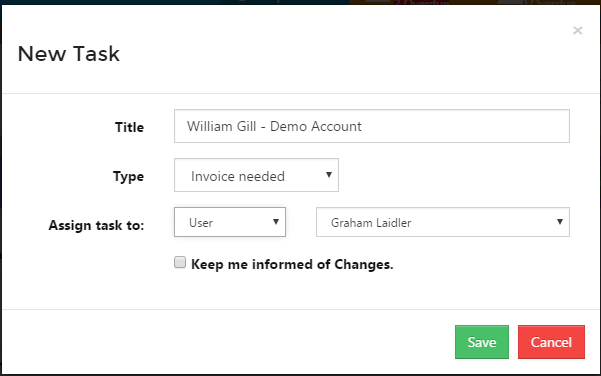 New Task
×
Title William Gill - Demo Account
Type Invoice needed
Assign task to: User Graham Laidler
Keep me informed of Changes.
Save Cancel